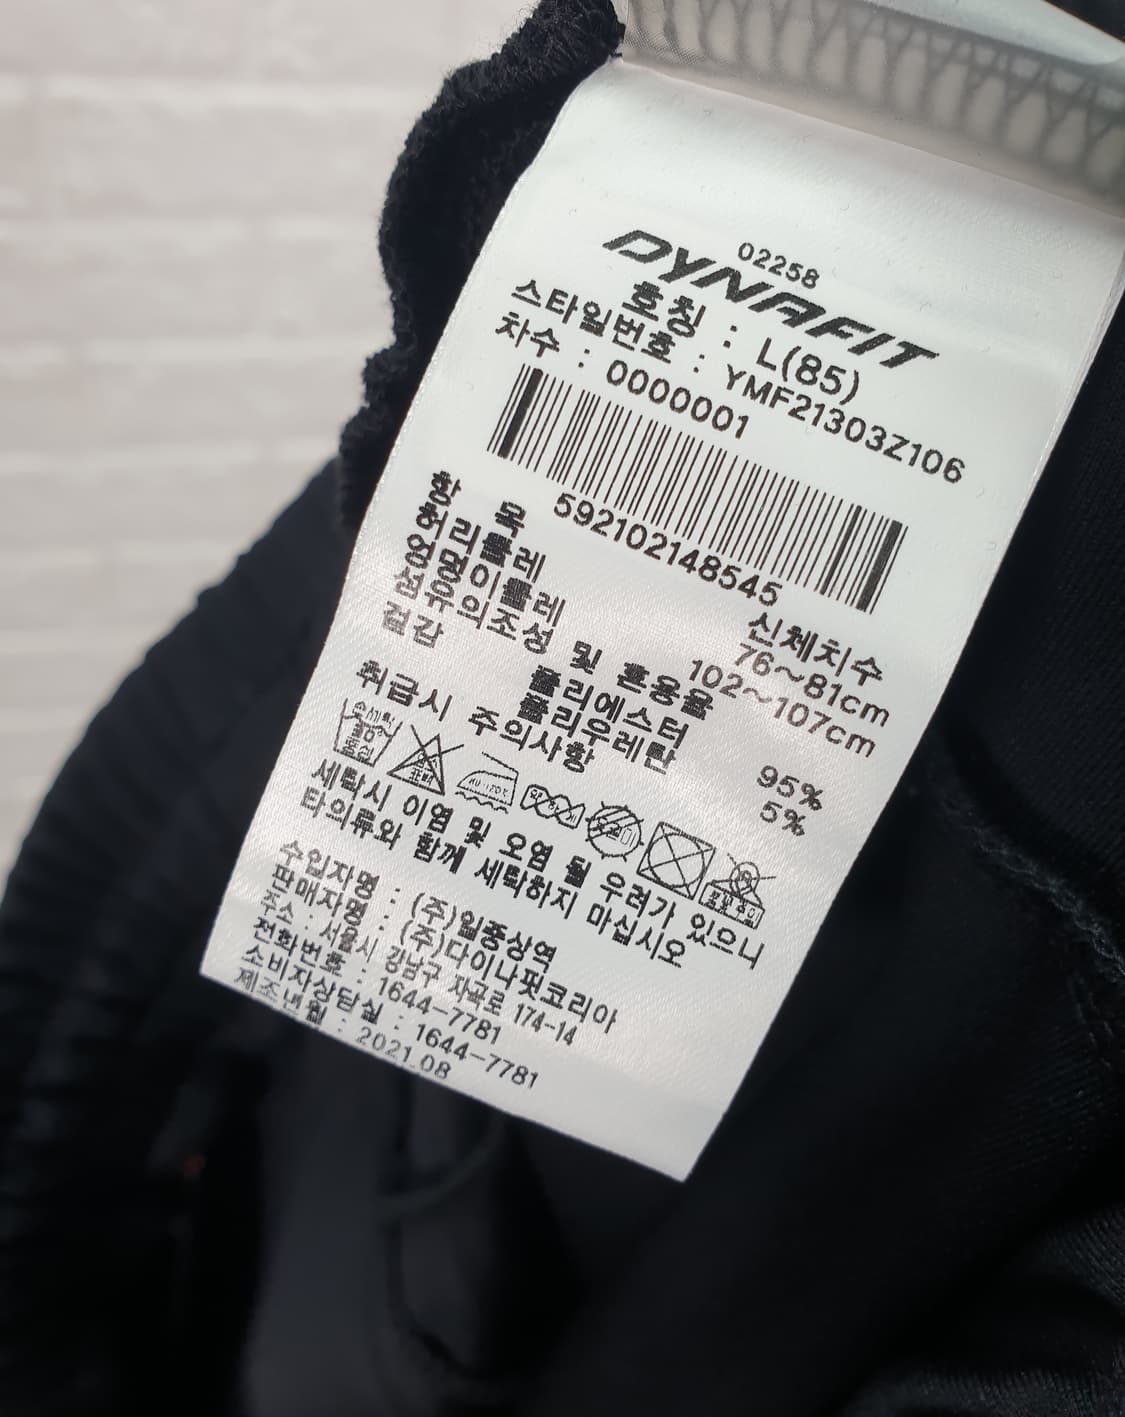 02258
DYNAFIT
호칭 : L(85)
스타일번호 : YMF21303Z106
차수 : 0000001
592102148545
항 목 신체치수
허리둘레 76~81cm
엉덩이둘레 102~107cm
섬유의조성 및 혼용율
겉감 폴리에스터 95%
폴리우레탄 5%
취급시 주의사항
세탁시 이염 및 오염 될 우려가 있으니
타의류와 함께 세탁하지 마십시오
수입자명 : (주)일종상역
판매자명 : (주)다이나핏코리아
주소 : 서울시 강남구 자곡로 174-14
전화번호 : 1644-7781
소비자상담실 : 1644-7781
제조년월 : 2021.08